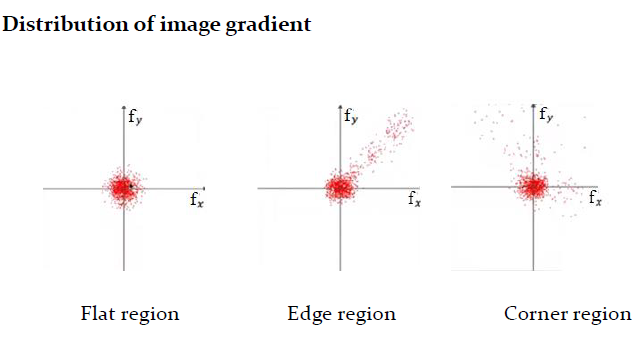 Distribution of image gradient
fy fy fy
fx fx fx
Flat region Edge region Corner region